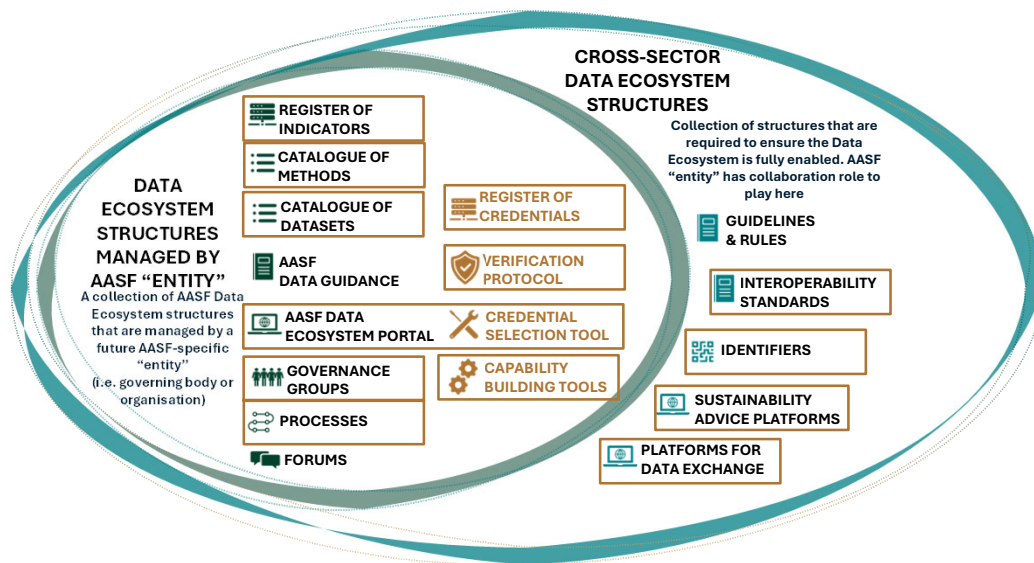 CROSS-SECTOR
DATA ECOSYSTEM
STRUCTURES
Collection of structures that are
required to ensure the Data
Ecosystem is fully enabled. AASF
“entity” has collaboration role to
play here
DATA
ECOSYSTEM
STRUCTURES
MANAGED BY
AASF “ENTITY”
A collection of AASF Data
Ecosystem structures
that are managed by a
future AASF-specific
“entity”
(i.e. governing body or
organisation)
REGISTER OF
INDICATORS
CATALOGUE OF
METHODS
CATALOGUE OF
DATASETS
AASF
DATA GUIDANCE
AASF DATA
ECOSYSTEM PORTAL
GOVERNANCE
GROUPS
PROCESSES
FORUMS
REGISTER OF
CREDENTIALS
VERIFICATION
PROTOCOL
CREDENTIAL
SELECTION TOOL
CAPABILITY
BUILDING TOOLS
GUIDELINES
& RULES
INTEROPERABILITY
STANDARDS
IDENTIFIERS
SUSTAINABILITY
ADVICE PLATFORMS
PLATFORMS FOR
DATA EXCHANGE